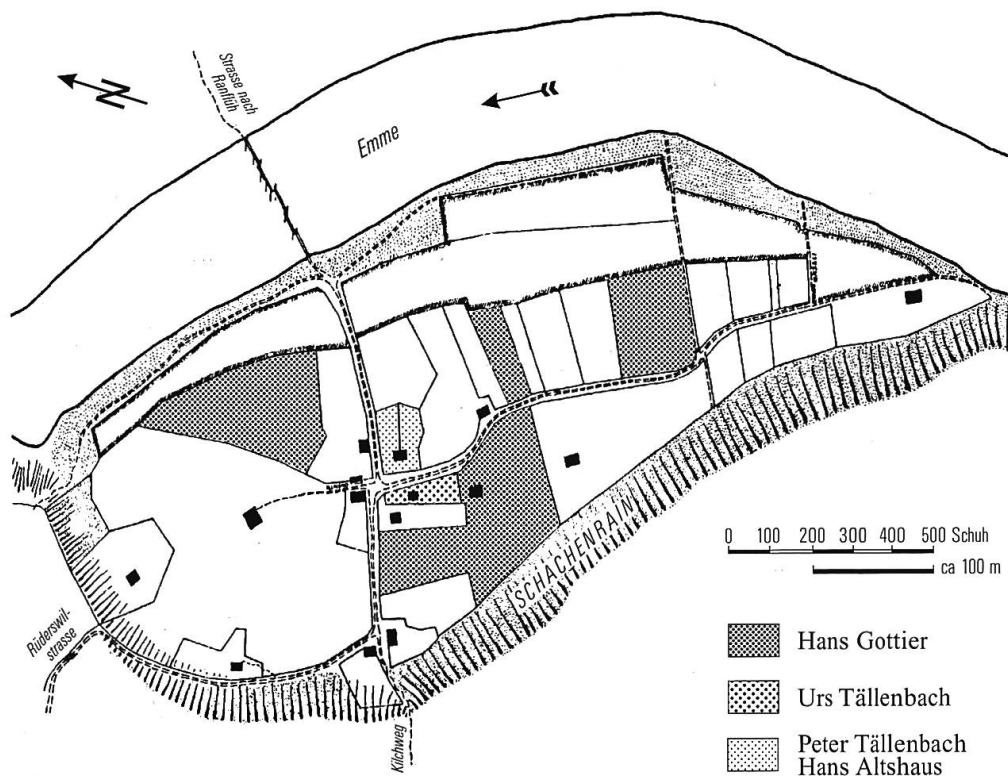 Strasse nach
Ranflüh
N
Emme
SCHACHENRAIN
Rüderswil-
strasse
Kilchweg
0 100 200 300 400 500 Schuh
ca 100 m
Hans Gottier
Urs Tällenbach
Peter Tällenbach
Hans Altshaus